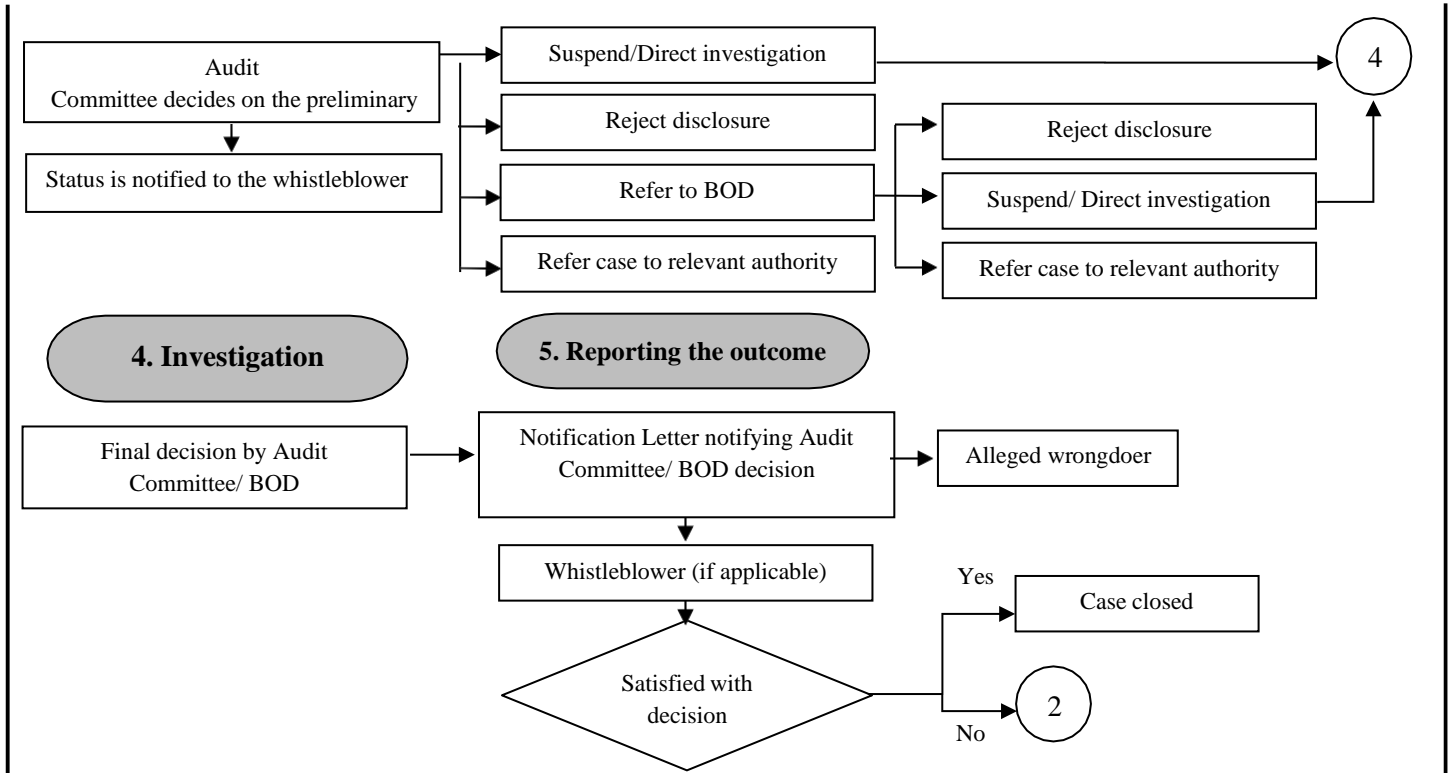 Audit
Committee decides on the preliminary
Status is notified to the whistleblower
Suspend/Direct investigation
Reject disclosure
Refer to BOD
Refer case to relevant authority
Reject disclosure
Suspend/ Direct investigation
Refer case to relevant authority
4
4. Investigation
5. Reporting the outcome
Final decision by Audit
Committee/ BOD
Notification Letter notifying Audit
Committee/ BOD decision
Alleged wrongdoer
Whistleblower (if applicable)
Satisfied with
decision
Yes
Case closed
No
2